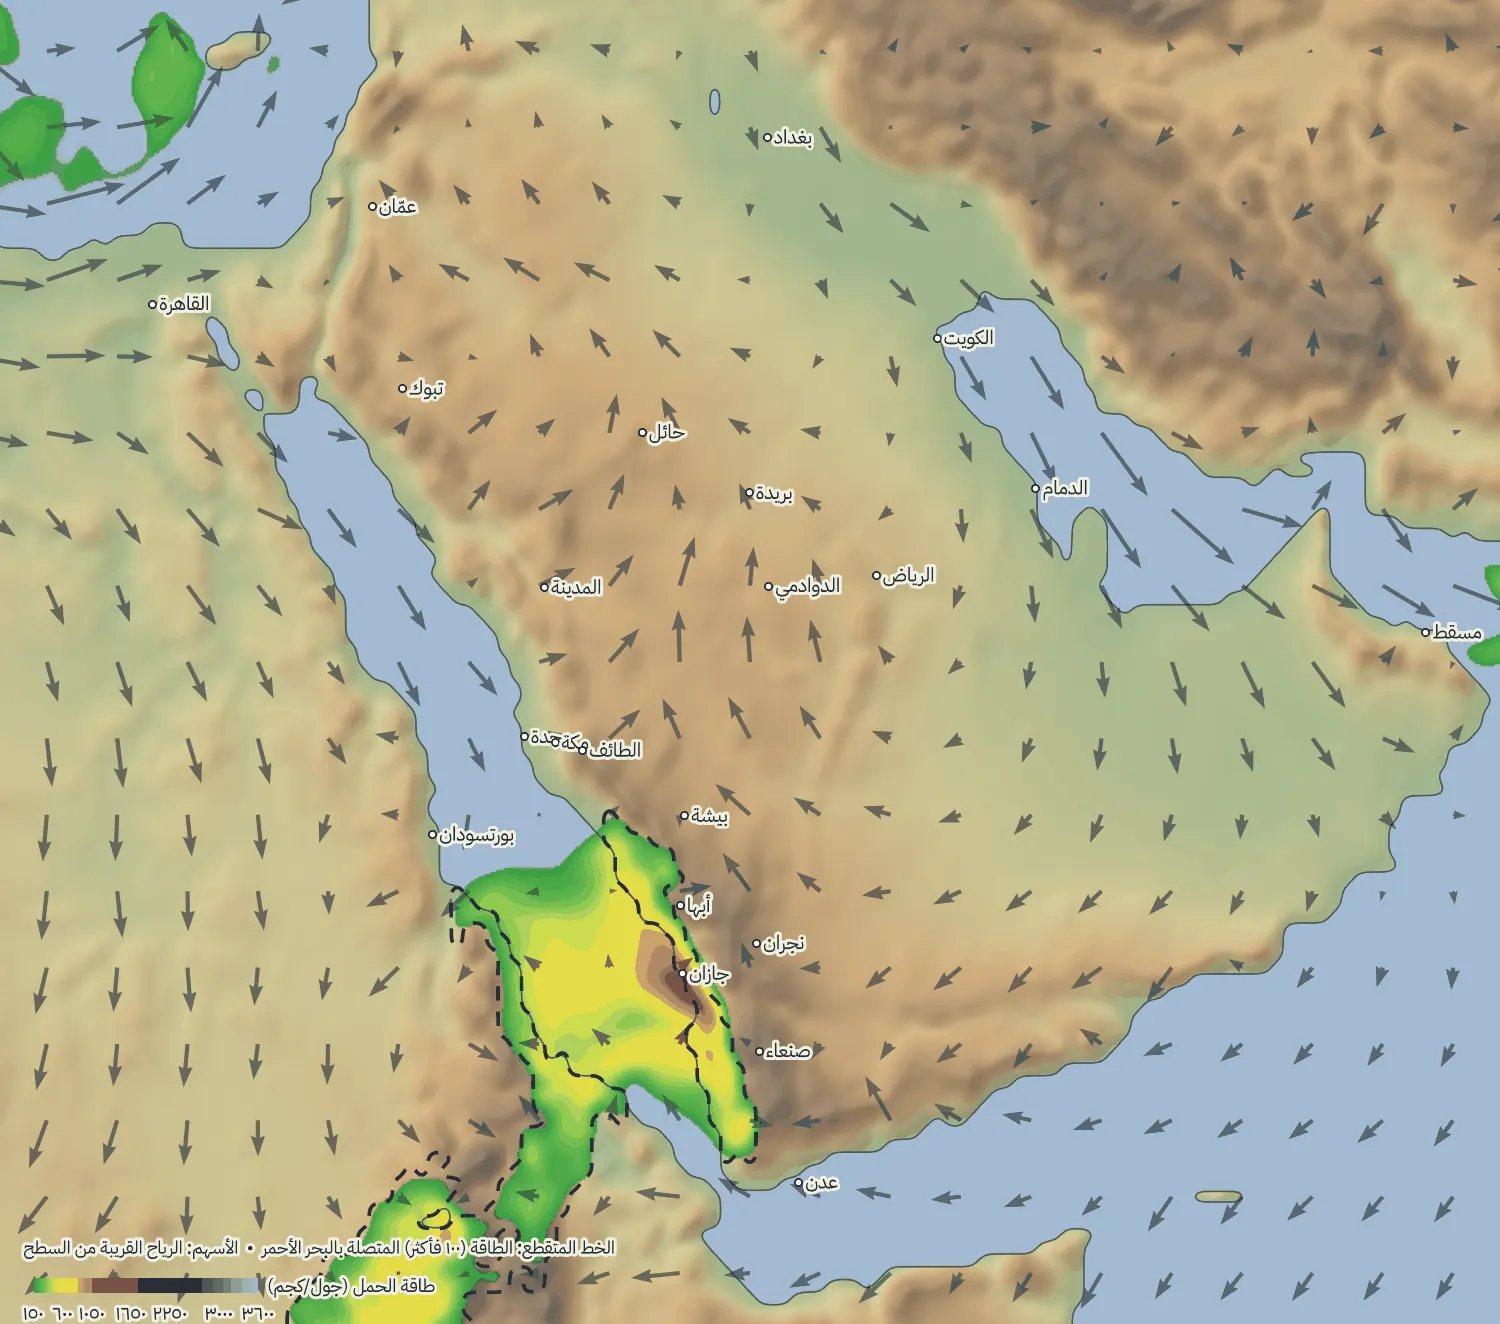 بغداد
عمّان
القاهرة
الكويت
تبوك
حائل
الدمام
بريدة
الرياض
المدينة
الدوادمي
مسقط
جدة
مكة
الطائف
بيشة
بورتسودان
أبها
نجران
جازان
صنعاء
عدن
الخط المتقطع: الطاقة (١٠٠ فأكثر) المتصلة بالبحر الأحمر • الأسهم: الرياح القريبة من السطح
طاقة الحمل (جول/كجم)
١٥٠ ٦٠٠ ١٠٥٠ ١٦٥٠ ٢٢٥٠ ٣٠٠٠ ٣٦٠٠